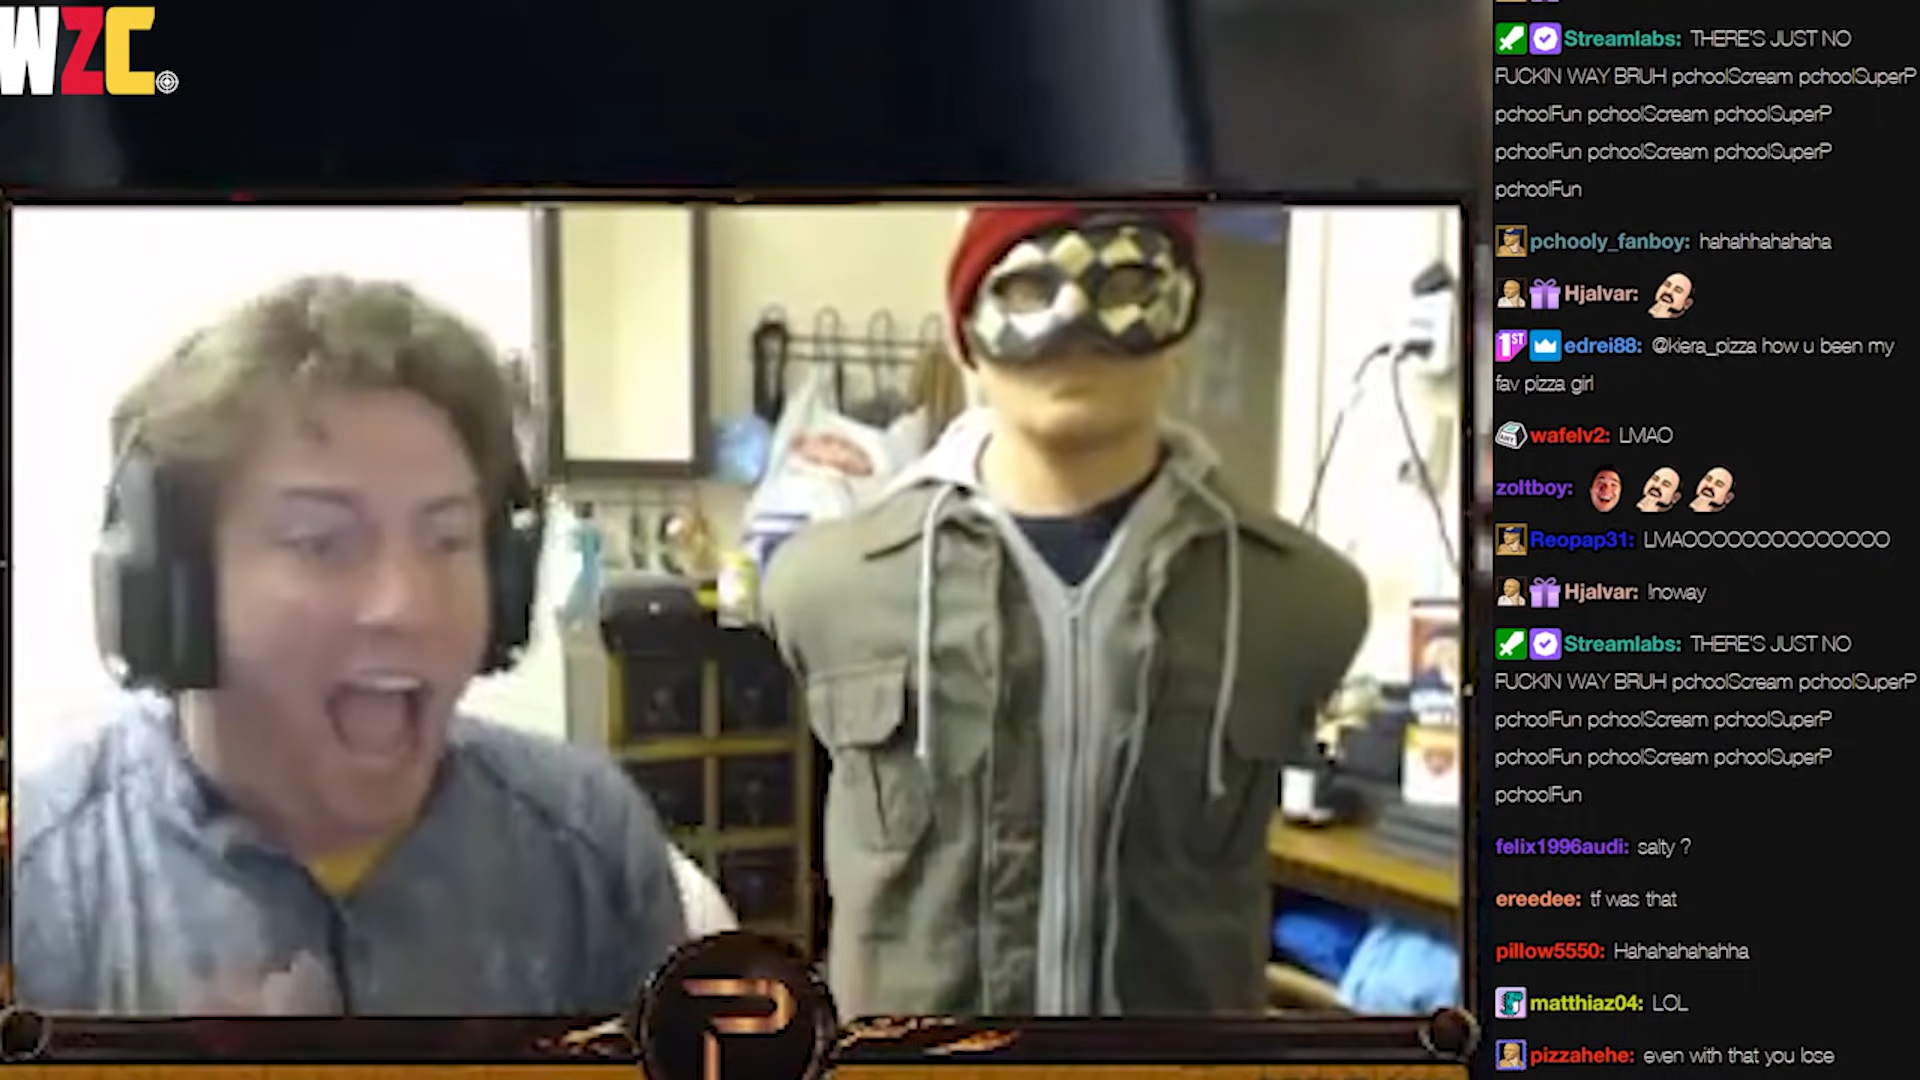 WZC
Streamlabs: THERE'S JUST NO
FUCKIN WAY BRUH pchoolScream pchoolSuperP
pchoolFun pchoolScream pchoolSuperP
pchoolFun pchoolScream pchoolSuperP
pchoolFun
pchooly_fanboy: hahahhahahaha
Hjalvar:
1ST edrei88: @kiera_pizza how u been my
fav pizza girl
wafelv2: LMAO
zoltboy:
Reopap31: LMAOOOOOOOOOOOOOO
Hjalvar: !noway
Streamlabs: THERE'S JUST NO
FUCKIN WAY BRUH pchoolScream pchoolSuperP
pchoolFun pchoolScream pchoolSuperP
pchoolFun pchoolScream pchoolSuperP
pchoolFun
felix1996audi: salty ?
ereedee: tf was that
pillow5550: Hahahahahahha
matthiaz04: LOL
pizzahehe: even with that you lose
P